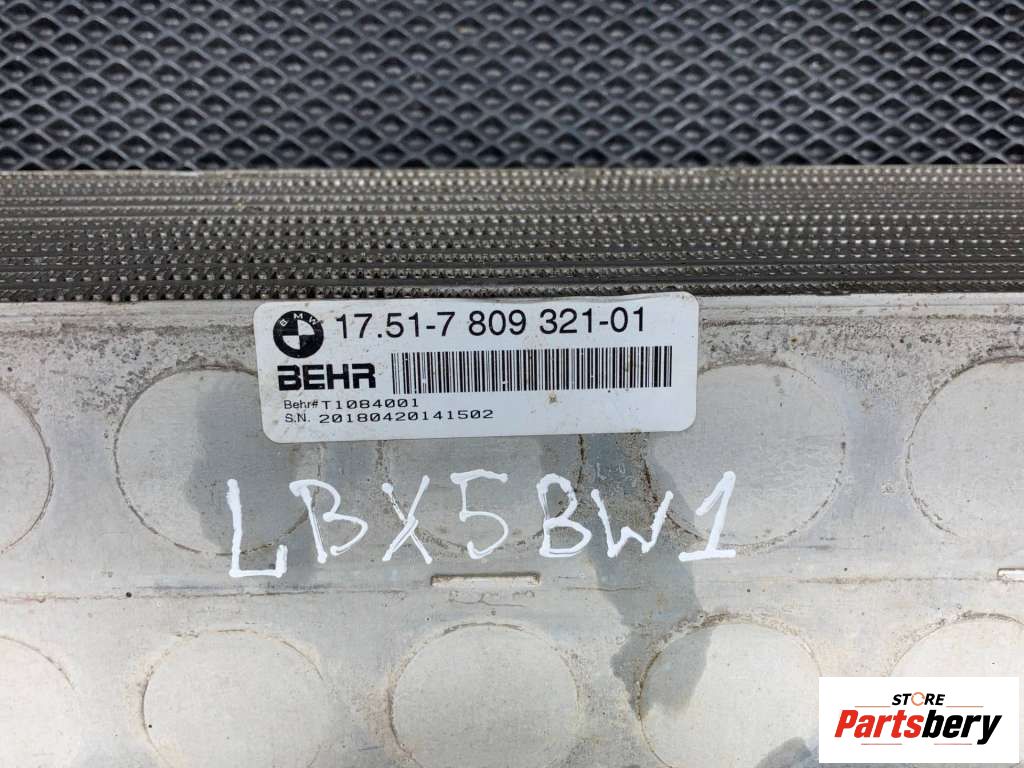 BMW
17.51-7 809 321-01
BEHR
Behr# T1084001
S.N. 20180420141502
LBX5BW1
STORE
Partsbery